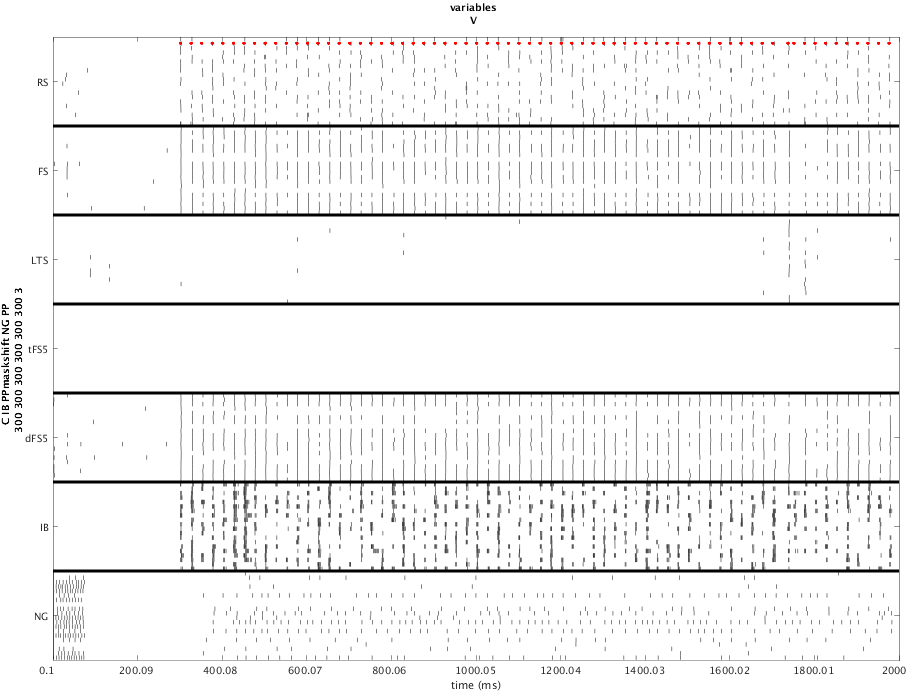 variables
V
RS
FS
LTS
tFS5
dFS5
IB
NG
C IB PPmaskshift NG PP
300 300 300 300 300 300 3
0.1 200.09 400.08 600.07 800.06 1000.05 1200.04 1400.03 1600.02 1800.01 2000
time (ms)